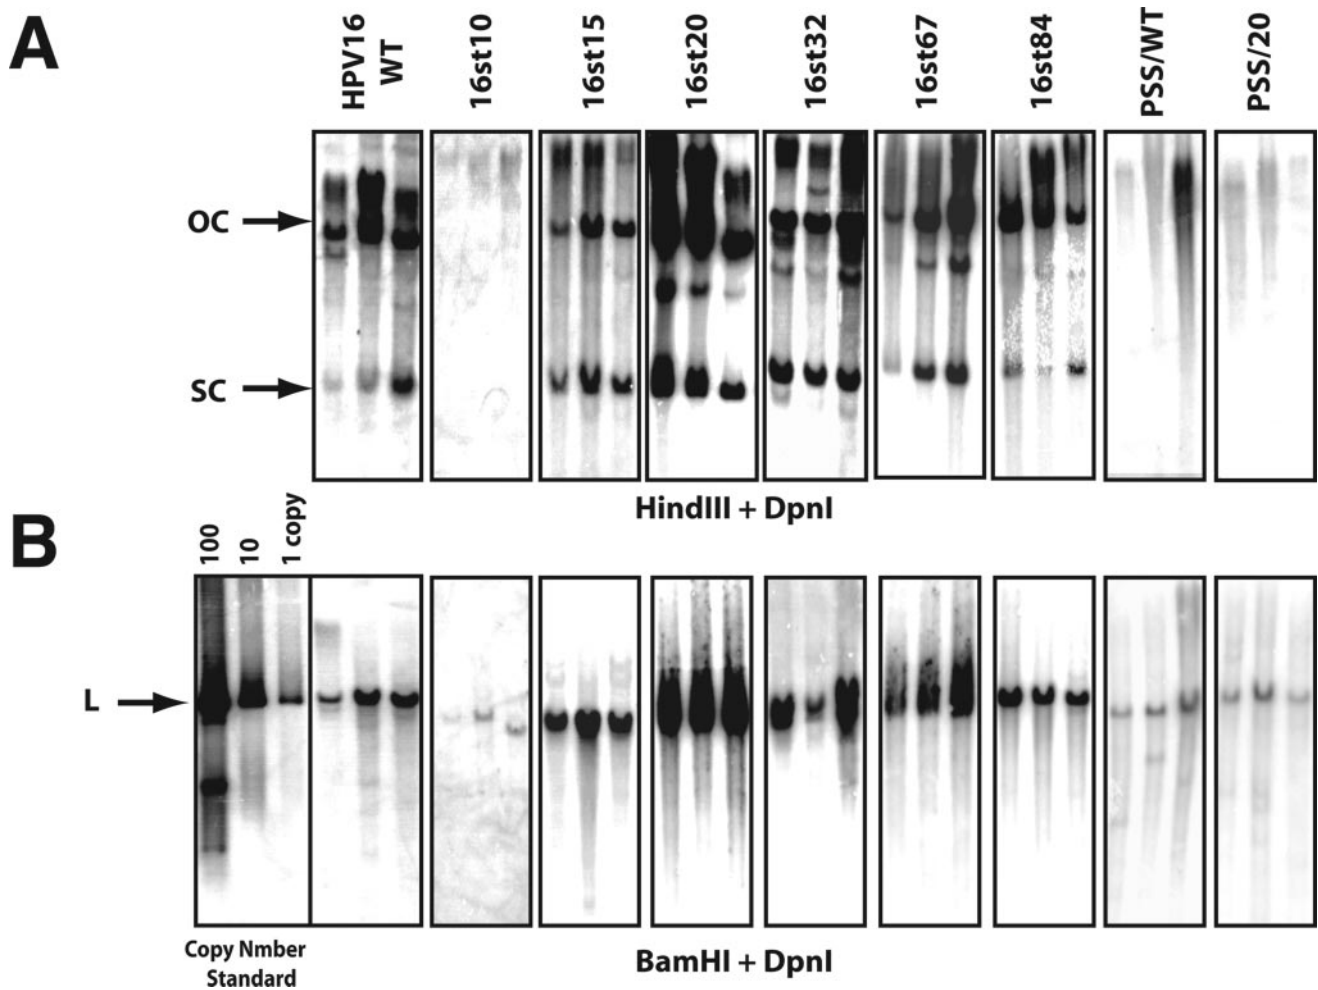 A
HPV16
WT
16st10
16st15
16st20
16st32
16st67
16st84
PSS/WT
PSS/20
OC
SC
HindIII + DpnI
B
100
10
1 copy
L
Copy Nmber
Standard
BamHI + DpnI